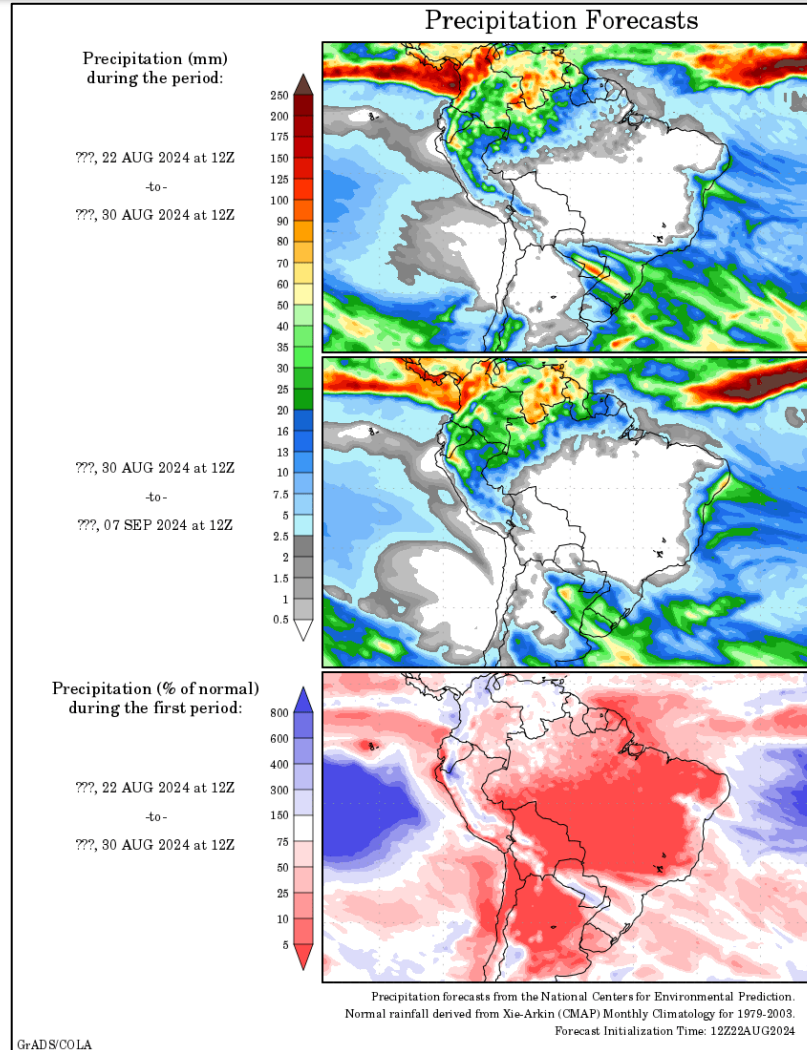 Precipitation Forecasts
Precipitation (mm)
during the period:
???, 22 AUG 2024 at 12Z
-to-
???, 30 AUG 2024 at 12Z
250
200
175
150
125
100
90
80
70
60
50
40
35
30
25
20
16
13
10
7.5
5
2.5
2
1.5
1
0.5
???, 30 AUG 2024 at 12Z
-to-
???, 07 SEP 2024 at 12Z
Precipitation (% of normal)
during the first period:
???, 22 AUG 2024 at 12Z
-to-
???, 30 AUG 2024 at 12Z
800
600
400
300
150
75
50
25
10
5
Precipitation forecasts from the National Centers for Environmental Prediction.
Normal rainfall derived from Xie-Arkin (CMAP) Monthly Climatology for 1979-2003.
Forecast Initialization Time: 12Z22AUG2024
GrADS/COLA